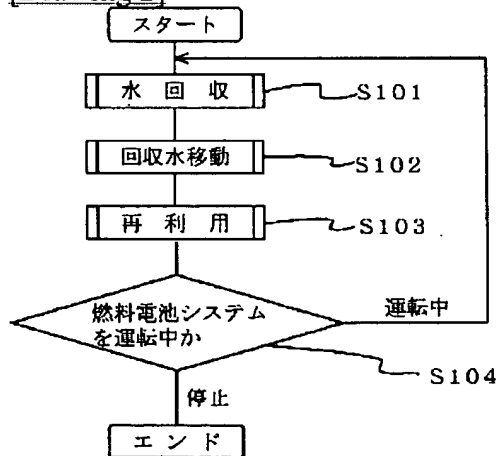 スタート
水 回 収
S101
回収水移動
S102
再 利 用
S103
燃料電池システム
を運転中か
運転中
S104
停止
エンド